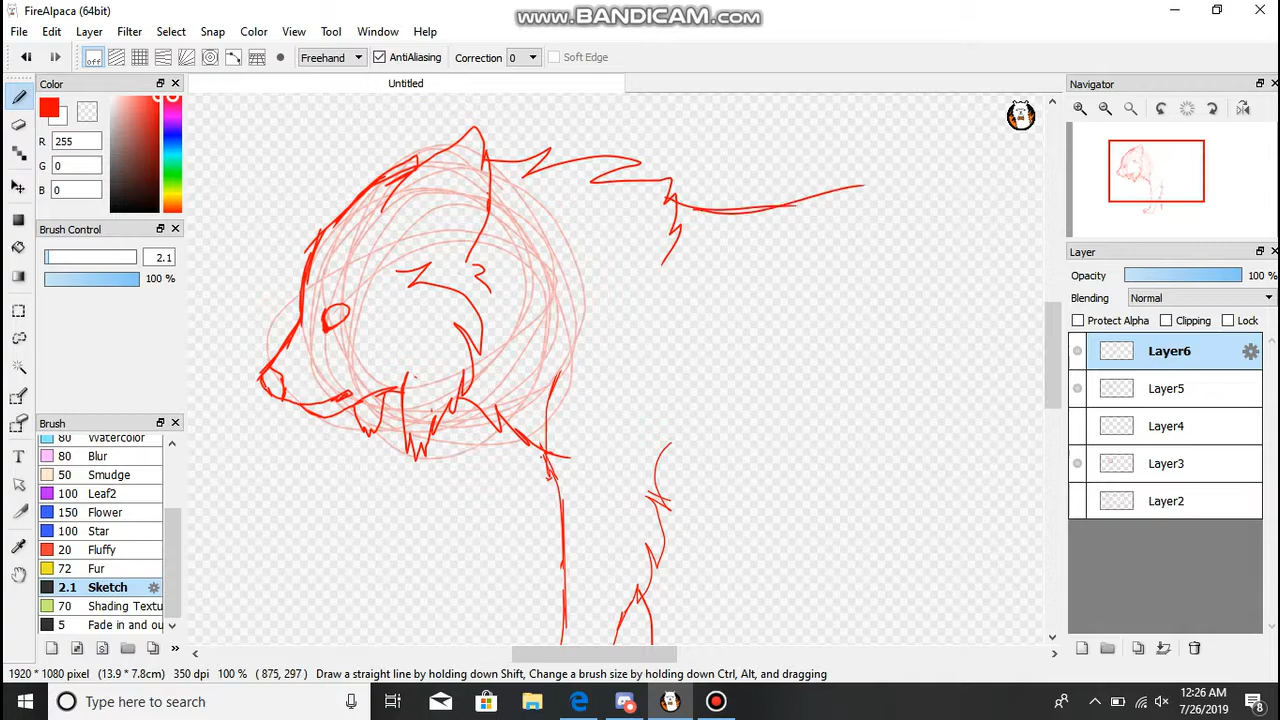 FireAlpaca (64bit)
www.BANDICAM.com
File Edit Layer Filter Select Snap Color View Tool Window Help
off Freehand AntiAliasing Correction 0 Soft Edge
Color
Untitled
Navigator
R 255
G 0
B 0
Brush Control
2.1
100 %
Layer
Opacity 100 %
Blending Normal
Protect Alpha Clipping Lock
Layer6
Layer5
Layer4
Layer3
Layer2
Brush
80 Watercolor
80 Blur
50 Smudge
100 Leaf2
150 Flower
100 Star
20 Fluffy
72 Fur
2.1 Sketch
70 Shading Textu
5 Fade in and ou
1920 * 1080 pixel (13.9 * 7.8cm) 350 dpi 100 % ( 875, 297 ) Draw a straight line by holding down Shift, Change a brush size by holding down Ctrl, Alt, and dragging
Type here to search
12:26 AM
7/26/2019
8